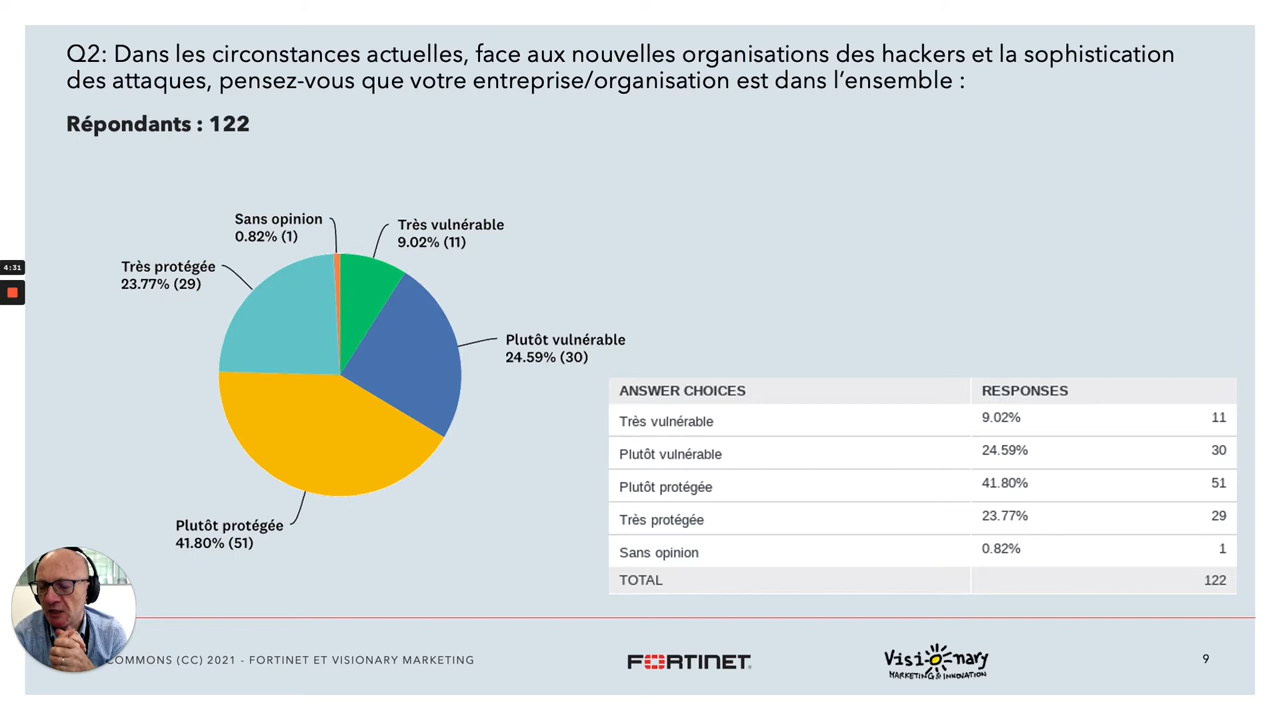 Q2: Dans les circonstances actuelles, face aux nouvelles organisations des hackers et la sophistication
des attaques, pensez-vous que votre entreprise/organisation est dans l’ensemble :
Répondants : 122
Sans opinion
0.82% (1)
Très vulnérable
9.02% (11)
Très protégée
23.77% (29)
4:31
Plutôt vulnérable
24.59% (30)
Plutôt protégée
41.80% (51)
ANSWER CHOICES RESPONSES
Très vulnérable 9.02% 11
Plutôt vulnérable 24.59% 30
Plutôt protégée 41.80% 51
Très protégée 23.77% 29
Sans opinion 0.82% 1
TOTAL 122
COMMONS (CC) 2021 - FORTINET ET VISIONARY MARKETING
FORTINET
Visionary
MARKETING & INNOVATION
9